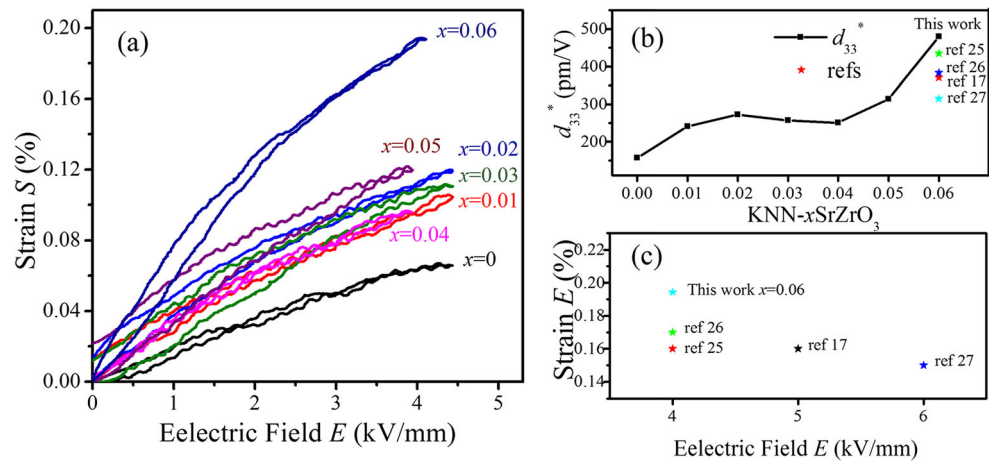 (a)
0.20
0.16
0.12
0.08
0.04
0.00
Strain S (%)
x=0.06
x=0.05
x=0.02
x=0.03
x=0.01
x=0.04
x=0
0 1 2 3 4 5
Eelectric Field E (kV/mm)
(b)
550
450
350
250
150
d33* (pm/V)
d33*
refs
This work
ref 25
ref 26
ref 17
ref 27
0.00 0.01 0.02 0.03 0.04 0.05 0.06
KNN-xSrZrO3
(c)
0.22
0.20
0.18
0.16
0.14
Strain E (%)
This work x=0.06
ref 26
ref 25
ref 17
ref 27
4 5 6
Eelectric Field E (kV/mm)